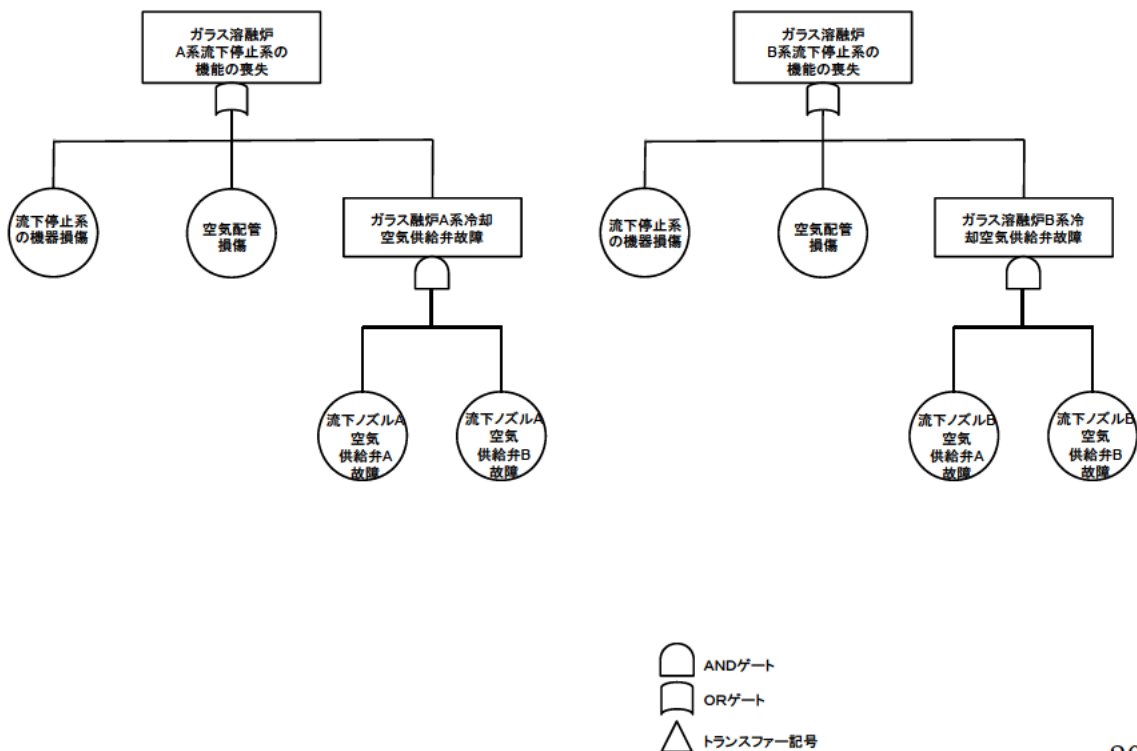 ガラス溶融炉
A系流下停止系の
機能の喪失
流下停止系
の機器損傷
空気配管
損傷
ガラス融炉A系冷却
空気供給弁故障
流下ノズルA
空気
供給弁A
故障
流下ノズルA
空気
供給弁B
故障
ガラス溶融炉
B系流下停止系の
機能の喪失
流下停止系
の機器損傷
空気配管
損傷
ガラス溶融炉B系冷
却空気供給弁故障
流下ノズルB
空気
供給弁A
故障
流下ノズルB
空気
供給弁B
故障
ANDゲート
ORゲート
トランスファー記号